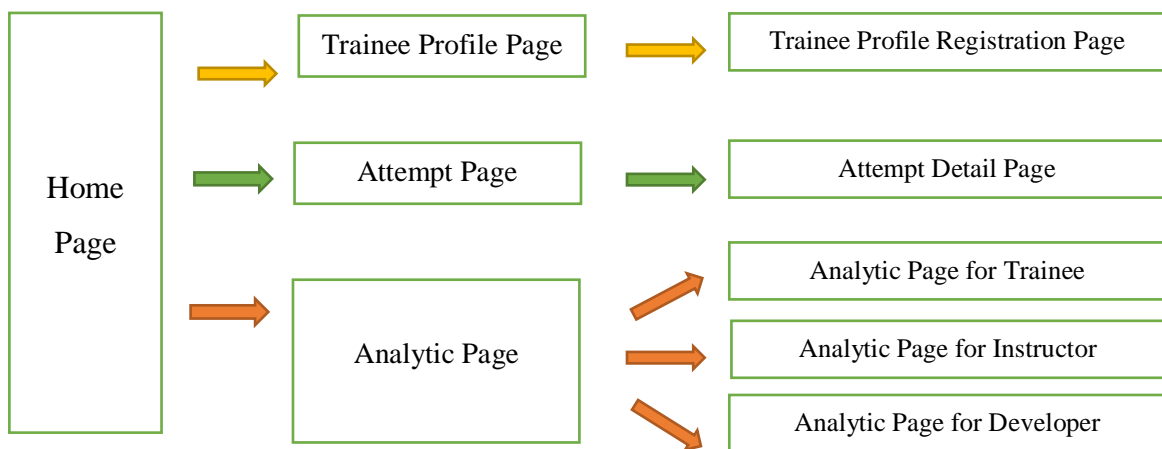 Home
Page
Trainee Profile Page
Trainee Profile Registration Page
Attempt Page
Attempt Detail Page
Analytic Page
Analytic Page for Trainee
Analytic Page for Instructor
Analytic Page for Developer